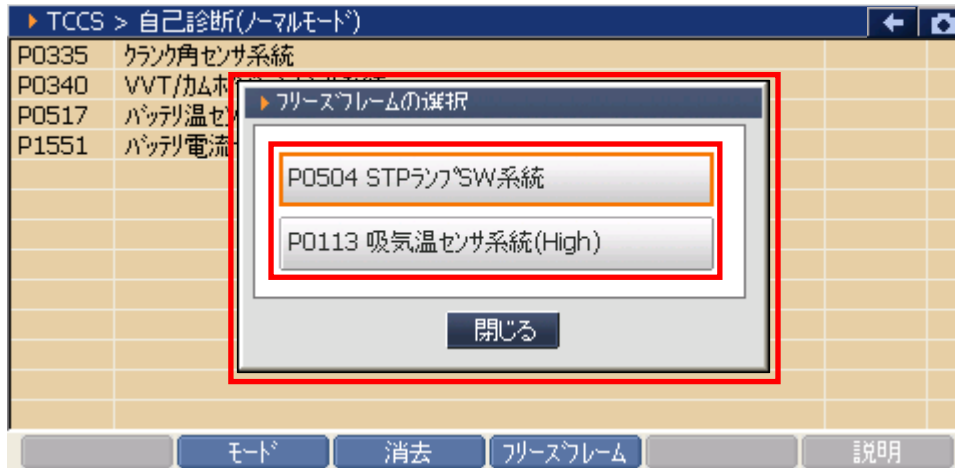 TCCS > 自己診断(ﾉｰﾏﾙﾓｰﾄﾞ)
P0335 ｸﾗﾝｸ角ｾﾝｻ系統
P0340 VVT/ｶﾑﾎ
P0517 ﾊﾞｯﾃﾘ温ｾﾝ
P1551 ﾊﾞｯﾃﾘ電流
ﾌﾘｰｽﾞﾌﾚｰﾑの選択
P0504 STPﾗﾝﾌﾟSW系統
P0113 吸気温ｾﾝｻ系統(High)
閉じる
ﾓｰﾄﾞ 消去 ﾌﾘｰｽﾞﾌﾚｰﾑ 説明